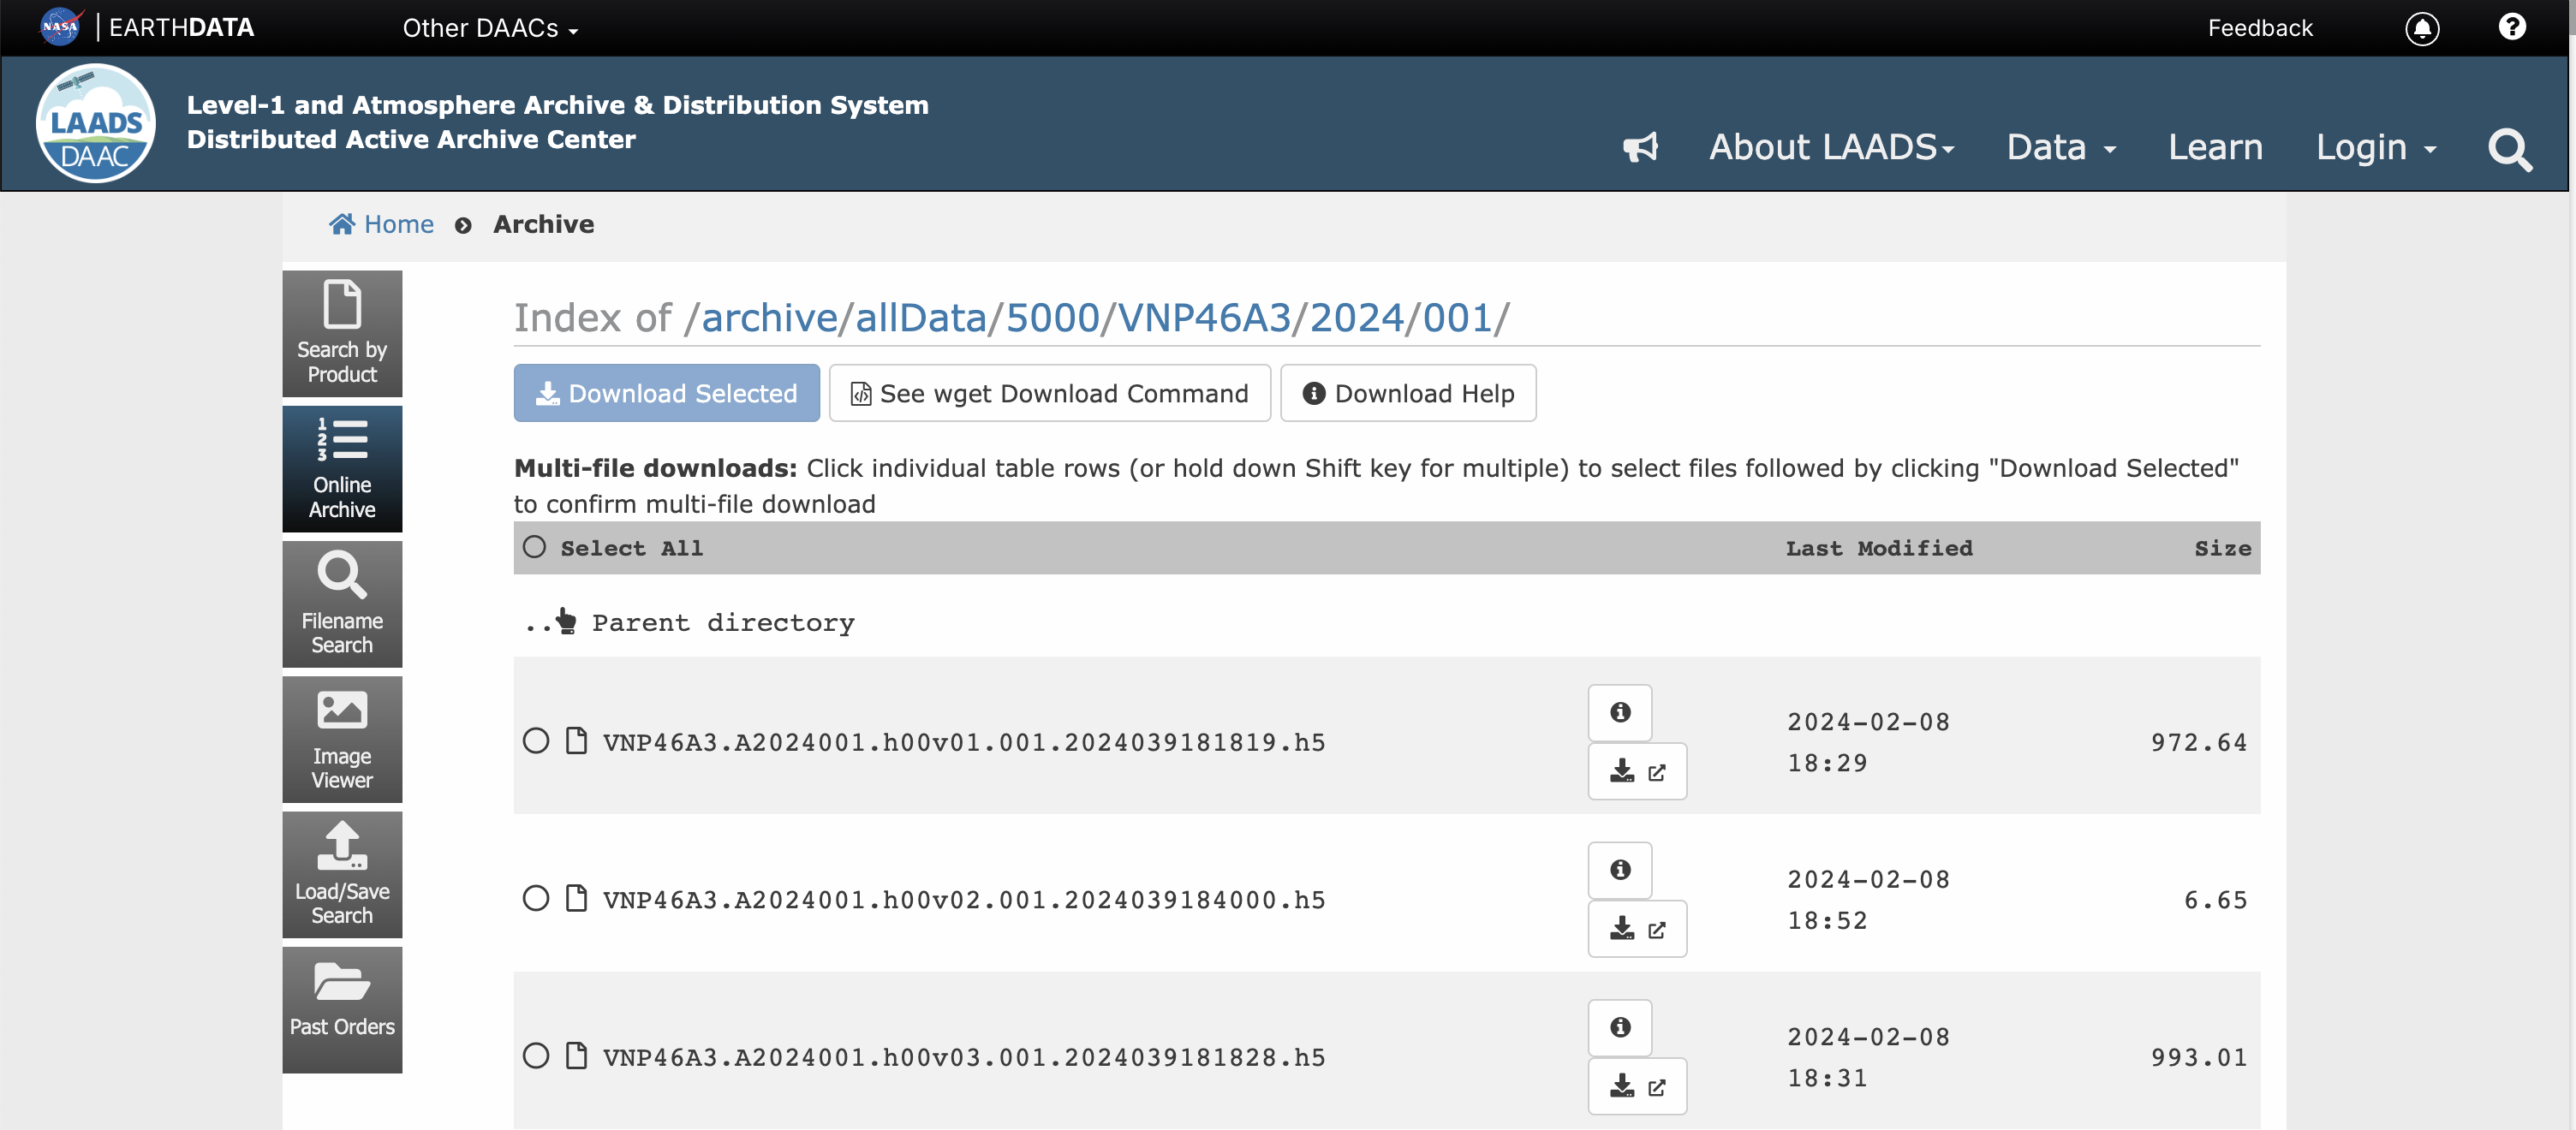 NASA | EARTHDATA
Other DAACs
Feedback
LAADS
DAAC
Level-1 and Atmosphere Archive & Distribution System
Distributed Active Archive Center
About LAADS
Data
Learn
Login
Home
Archive
Search by
Product
1
2
3
Online
Archive
Filename
Search
Image
Viewer
Load/Save
Search
Past Orders
Index of /archive/allData/5000/VNP46A3/2024/001/
Download Selected
See wget Download Command
Download Help
Multi-file downloads: Click individual table rows (or hold down Shift key for multiple) to select files followed by clicking "Download Selected"
to confirm multi-file download
Select All Last Modified Size
.. Parent directory
VNP46A3.A2024001.h00v01.001.2024039181819.h5 2024-02-08 972.64
18:29
VNP46A3.A2024001.h00v02.001.2024039184000.h5 2024-02-08 6.65
18:52
VNP46A3.A2024001.h00v03.001.2024039181828.h5 2024-02-08 993.01
18:31